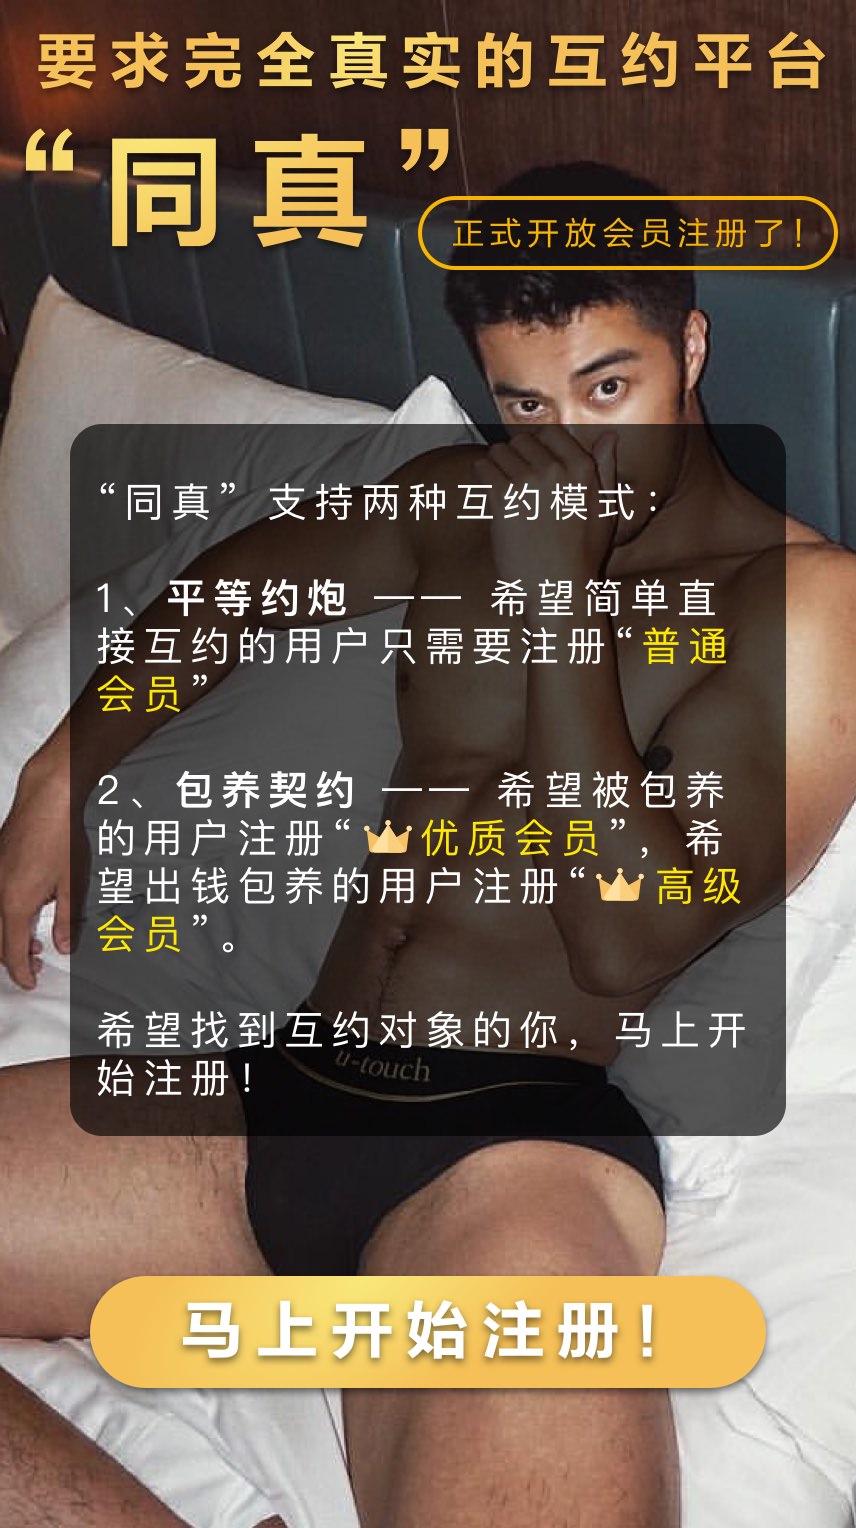 要求完全真实的互约平台
“同真”
正式开放会员注册了！
“同真”支持两种互约模式：
1、平等约炮 —— 希望简单直
接互约的用户只需要注册“普通
会员”
2、包养契约 —— 希望被包养
的用户注册“优质会员”，希
望出钱包养的用户注册“高级
会员”。
希望找到互约对象的你，马上开
始注册！
u-touch
马上开始注册！